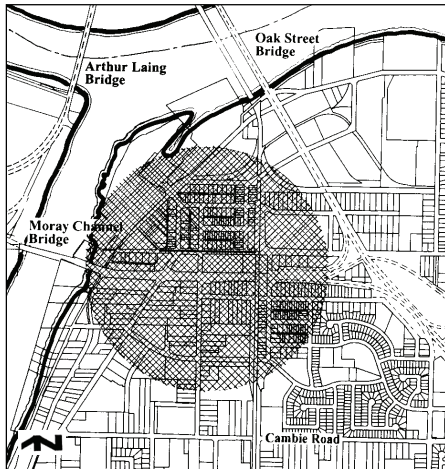 Oak Street
Bridge
Arthur Laing
Bridge
Moray Channel
Bridge
Cambie Road
N